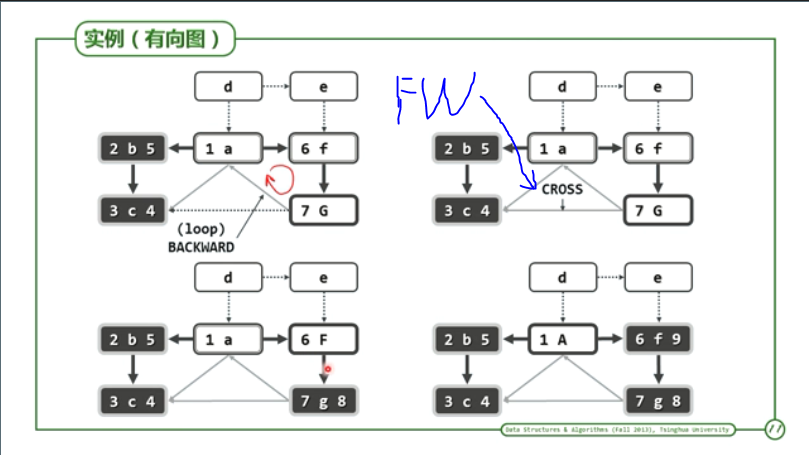 实例（有向图）
d e
2 b 5 1 a 6 f
3 c 4 7 G
(loop)
BACKWARD
FW
d e
2 b 5 1 a 6 f
CROSS
3 c 4 7 G
d e
2 b 5 1 a 6 F
3 c 4 7 g 8
d e
2 b 5 1 A 6 f 9
3 c 4 7 g 8
Data Structures & Algorithms (Fall 2013), Tsinghua University
11